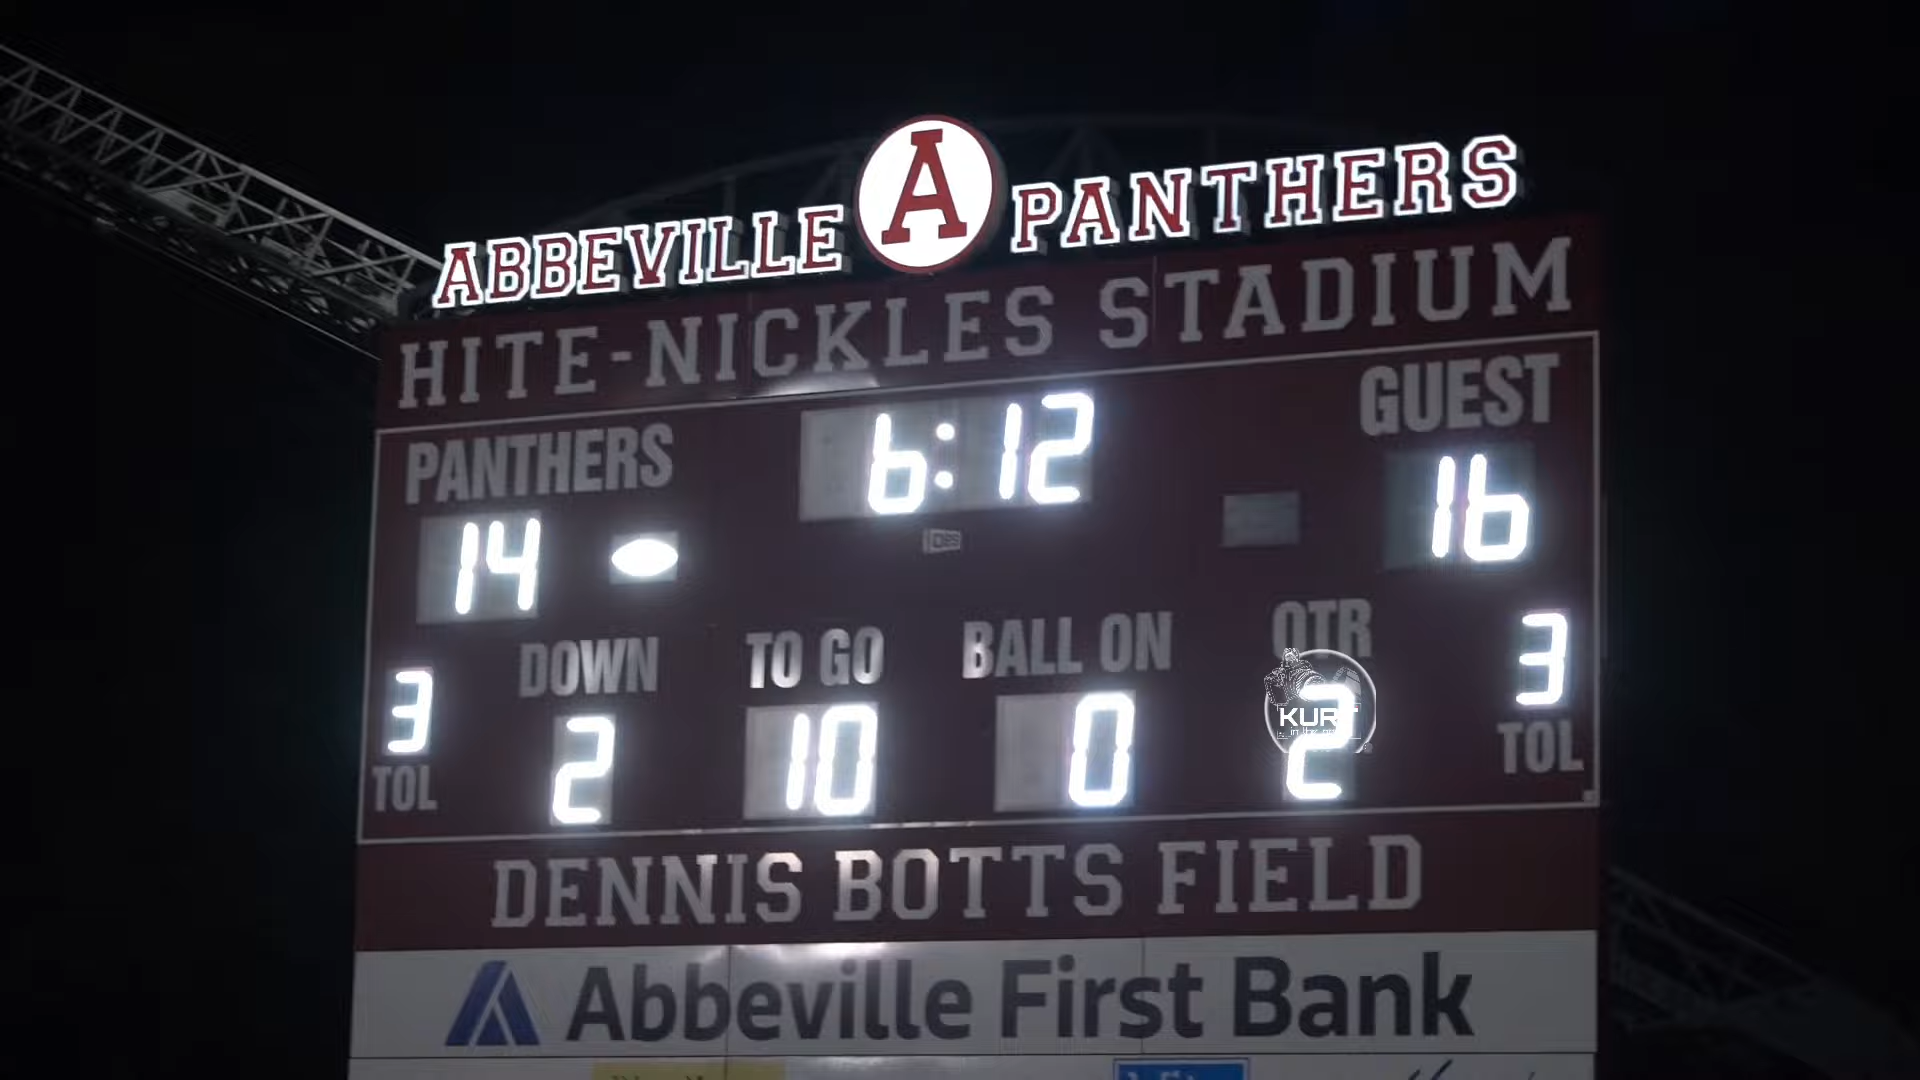 ABBEVILLE A PANTHERS
HITE-NICKLES STADIUM
PANTHERS 6:12 GUEST
14 16
DOWN TO GO BALL ON QTR
3 2 10 0 2 3
TOL TOL
KURT
DENNIS BOTTS FIELD
Abbeville First Bank